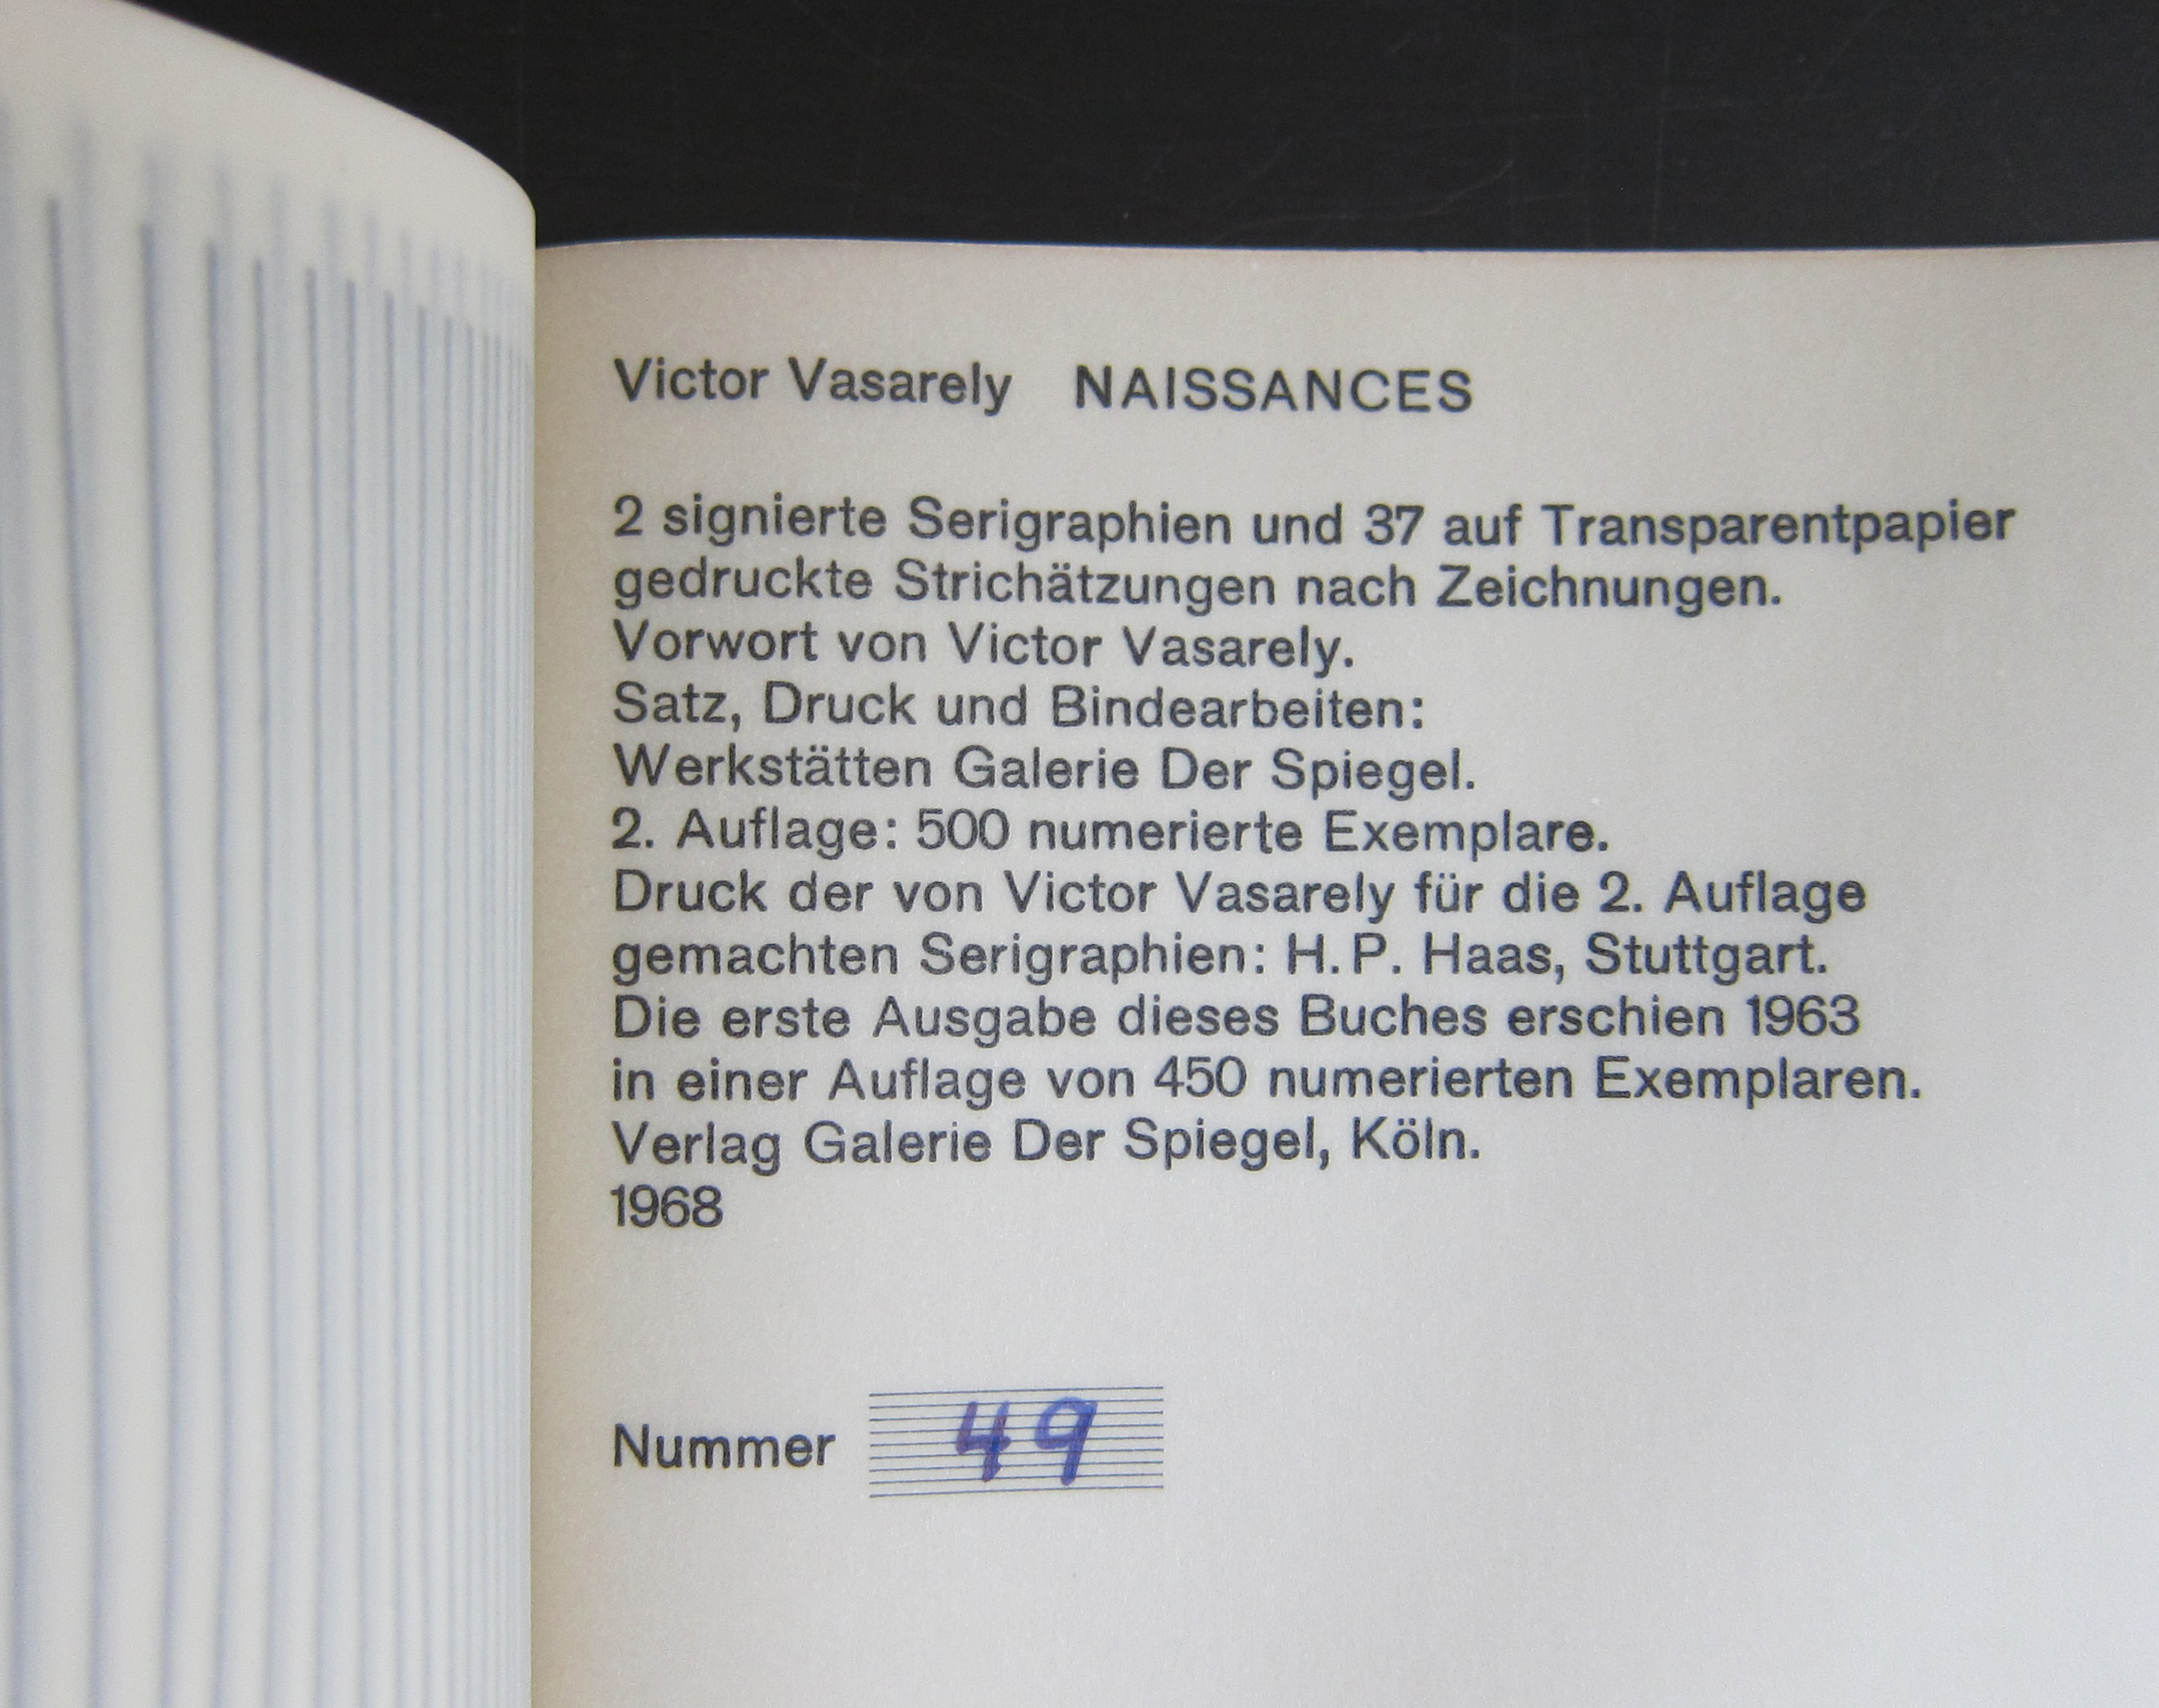 Victor Vasarely NAISSANCES
2 signierte Serigraphien und 37 auf Transparentpapier
gedruckte Strichätzungen nach Zeichnungen.
Vorwort von Victor Vasarely.
Satz, Druck und Bindearbeiten:
Werkstätten Galerie Der Spiegel.
2. Auflage: 500 numerierte Exemplare.
Druck der von Victor Vasarely für die 2. Auflage
gemachten Serigraphien: H. P. Haas, Stuttgart.
Die erste Ausgabe dieses Buches erschien 1963
in einer Auflage von 450 numerierten Exemplaren.
Verlag Galerie Der Spiegel, Köln.
1968
Nummer 49